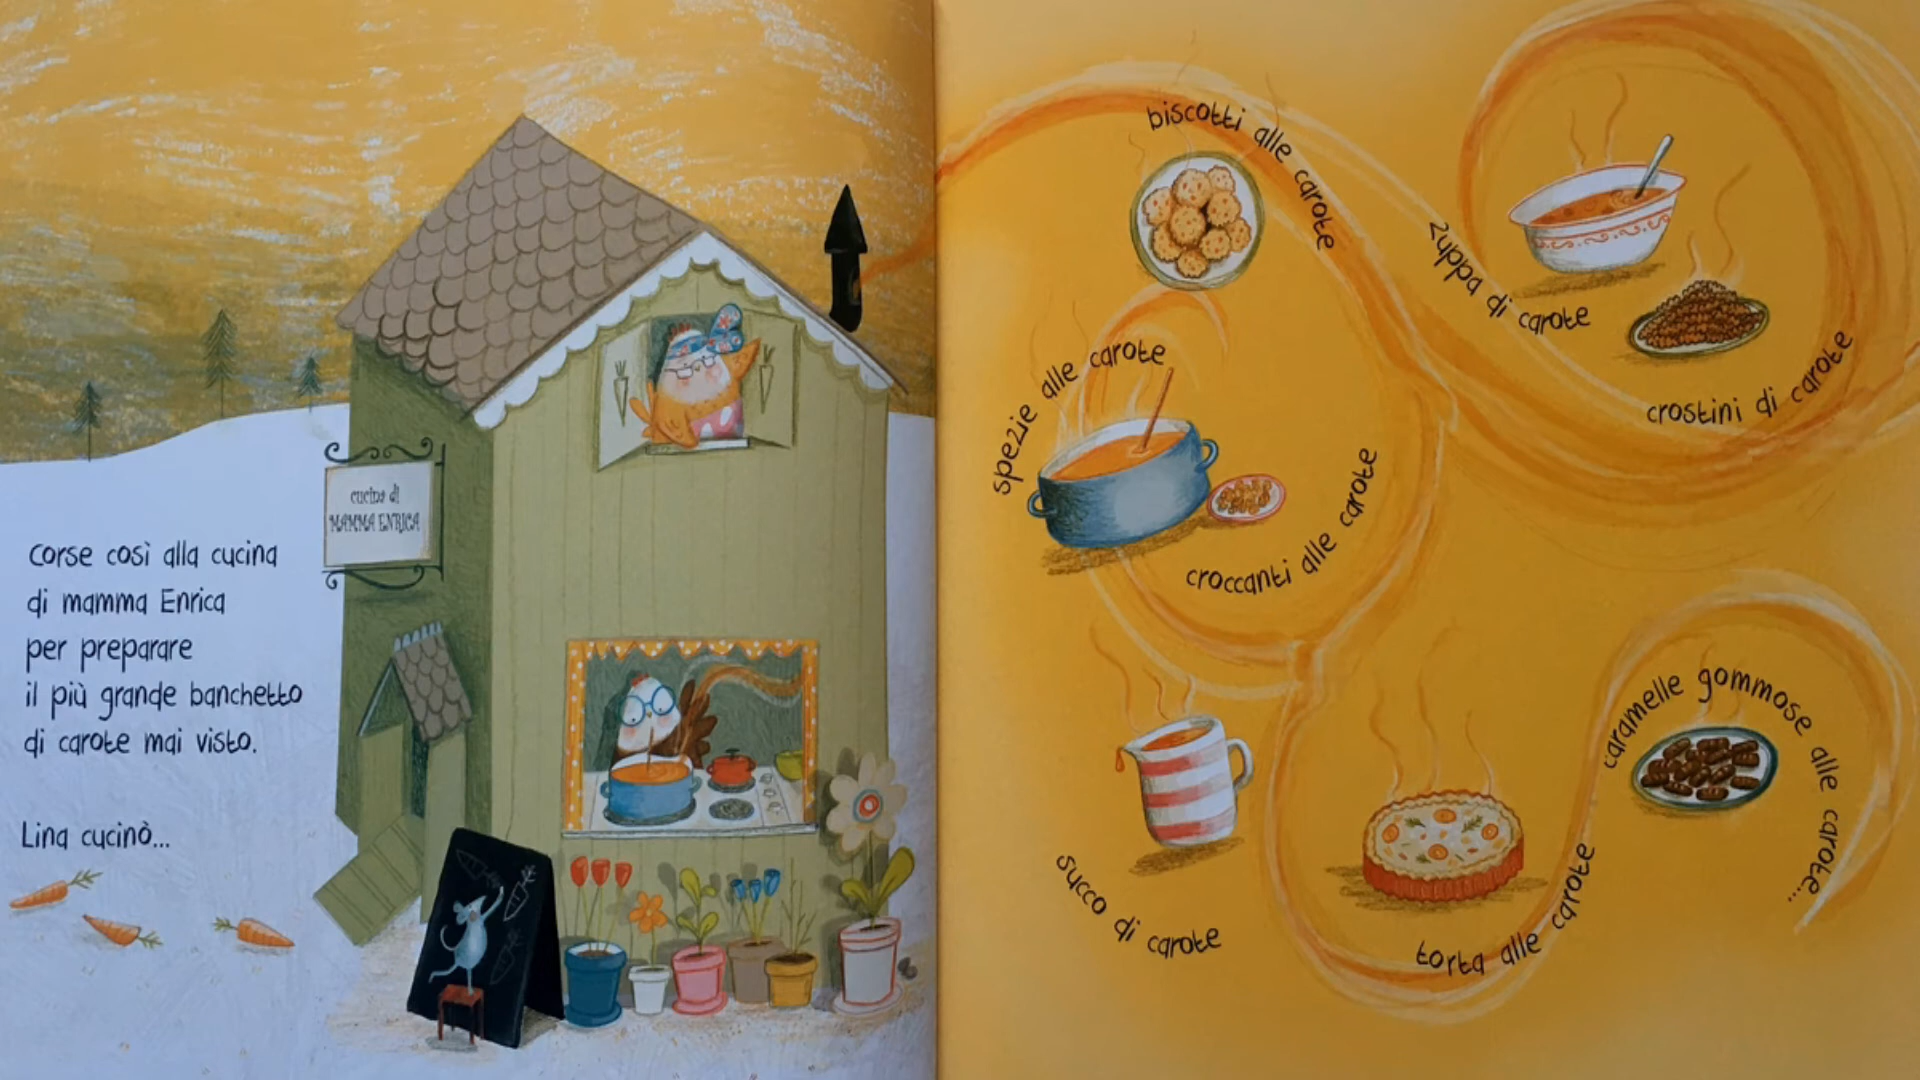 cucina di
MAMMA ENRICA
corse così alla cucina
di mamma Enrica
per preparare
il più grande banchetto
di carote mai visto.
Lina cucinò...
biscotti alle carote
zuppa di carote
crostini di carote
spezie alle carote
croccanti alle carote
succo di carote
torta alle carote
caramelle gommose alle carote...